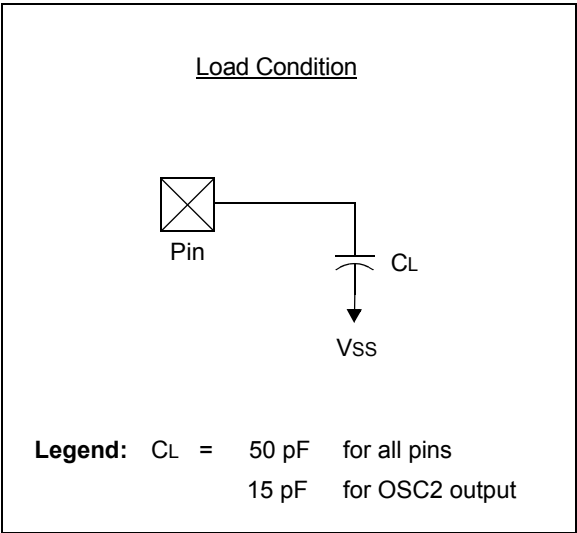 Load Condition
Pin
CL
VSS
Legend: CL = 50 pF for all pins
15 pF for OSC2 output